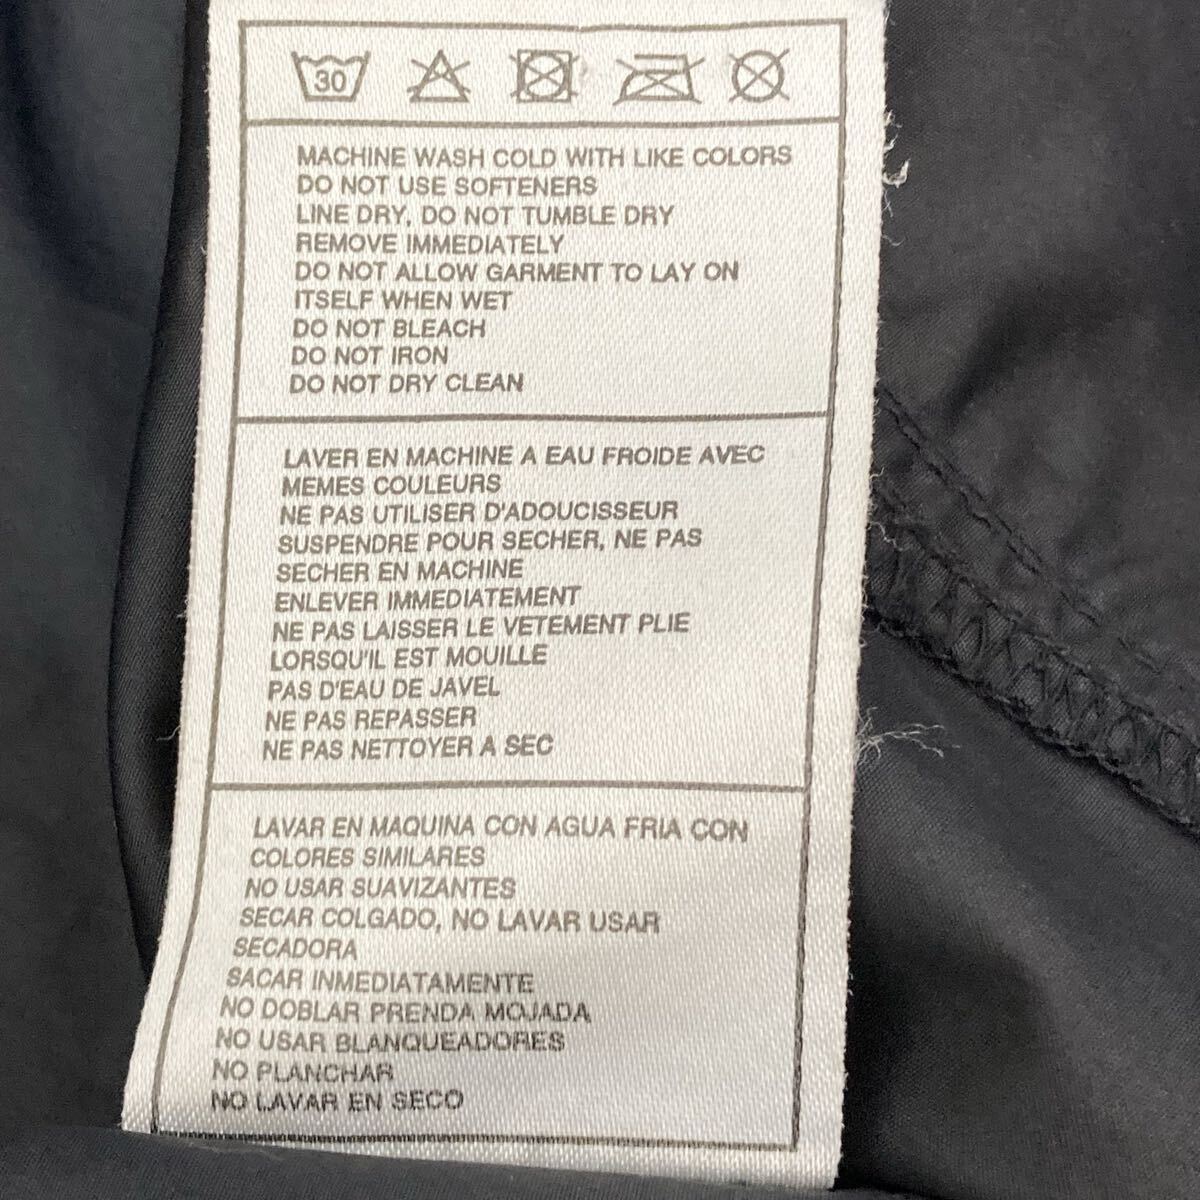 30
MACHINE WASH COLD WITH LIKE COLORS
DO NOT USE SOFTENERS
LINE DRY, DO NOT TUMBLE DRY
REMOVE IMMEDIATELY
DO NOT ALLOW GARMENT TO LAY ON
ITSELF WHEN WET
DO NOT BLEACH
DO NOT IRON
DO NOT DRY CLEAN
LAVER EN MACHINE A EAU FROIDE AVEC
MEMES COULEURS
NE PAS UTILISER D'ADOUCISSEUR
SUSPENDRE POUR SECHER, NE PAS
SECHER EN MACHINE
ENLEVER IMMEDIATEMENT
NE PAS LAISSER LE VETEMENT PLIE
LORSQU'IL EST MOUILLE
PAS D'EAU DE JAVEL
NE PAS REPASSER
NE PAS NETTOYER A SEC
LAVAR EN MAQUINA CON AGUA FRIA CON
COLORES SIMILARES
NO USAR SUAVIZANTES
SECAR COLGADO, NO LAVAR USAR
SECADORA
SACAR INMEDIATAMENTE
NO DOBLAR PRENDA MOJADA
NO USAR BLANQUEADORES
NO PLANCHAR
NO LAVAR EN SECO